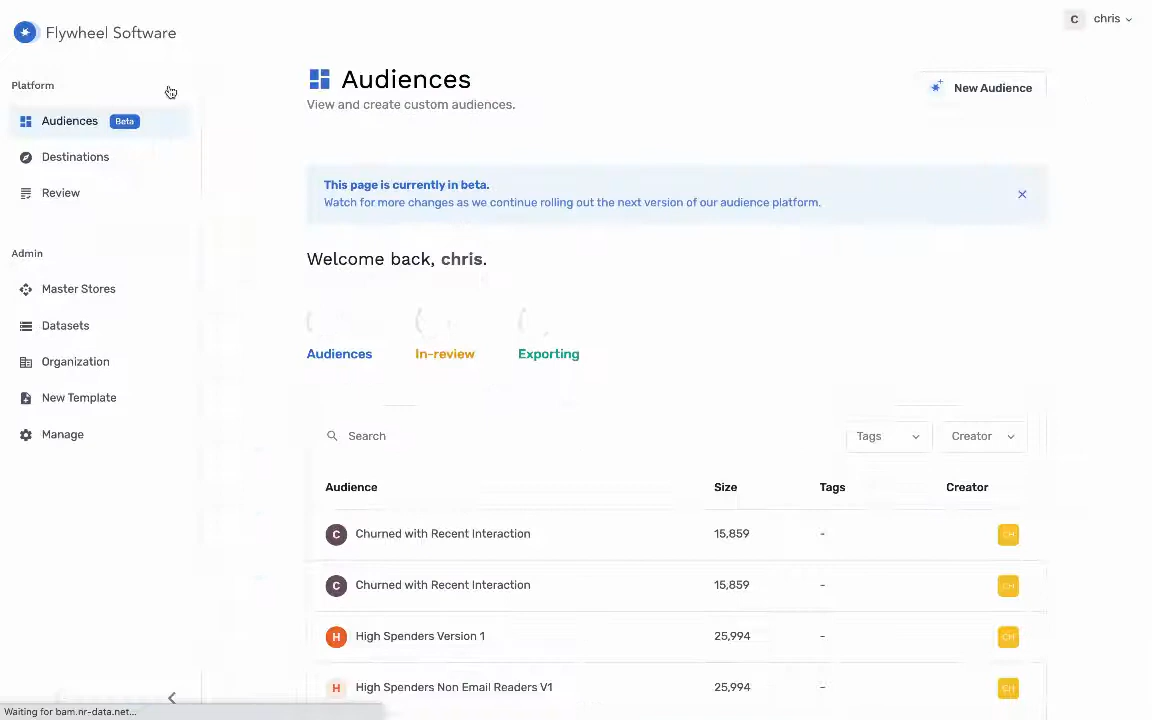 Flywheel Software
C chris
Platform
Audiences Beta
Destinations
Review
Admin
Master Stores
Datasets
Organization
New Template
Manage
Audiences
View and create custom audiences.
New Audience
This page is currently in beta.
Watch for more changes as we continue rolling out the next version of our audience platform.
Welcome back, chris.
Audiences In-review Exporting
Search Tags Creator
Audience Size Tags Creator
C Churned with Recent Interaction 15,859 - CH
C Churned with Recent Interaction 15,859 - CH
H High Spenders Version 1 25,994 - CH
H High Spenders Non Email Readers V1 25,994 - CH
Waiting for bam.nr-data.net...